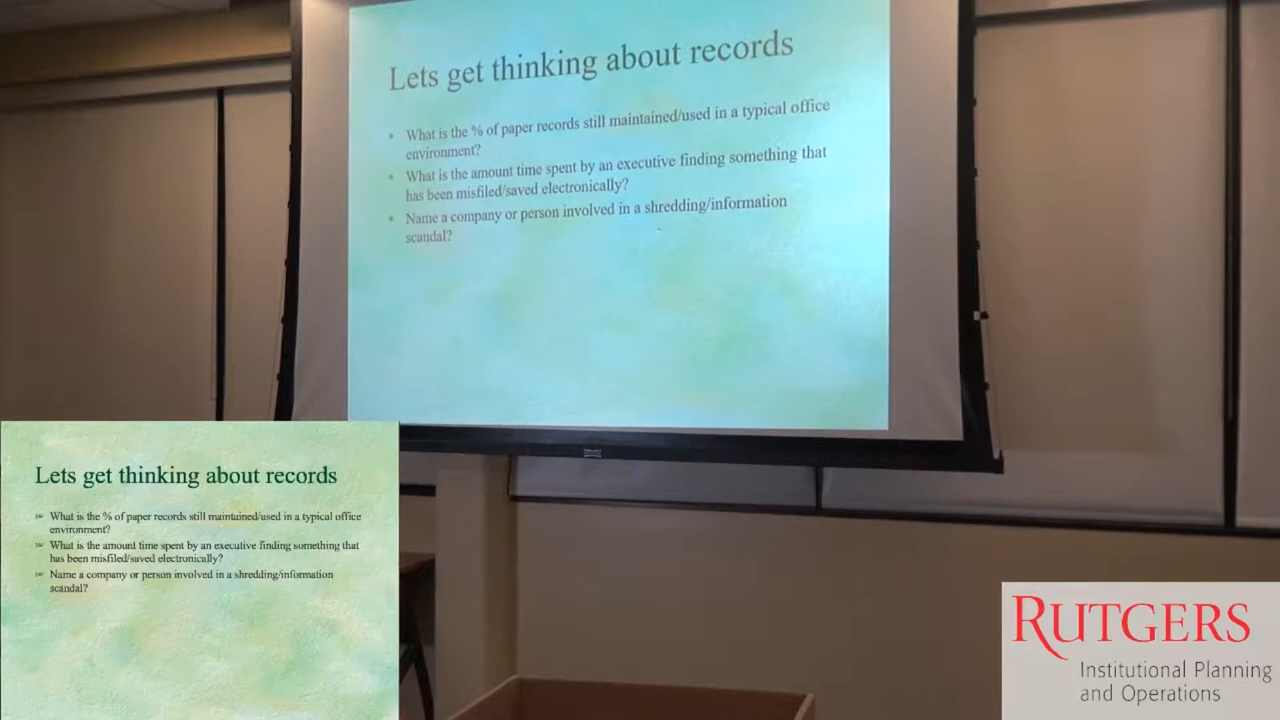 Lets get thinking about records
What is the % of paper records still maintained/used in a typical office
environment?
What is the amount time spent by an executive finding something that
has been misfiled/saved electronically?
Name a company or person involved in a shredding/information
scandal?
Lets get thinking about records
What is the % of paper records still maintained/used in a typical office
environment?
What is the amount time spent by an executive finding something that
has been misfiled/saved electronically?
Name a company or person involved in a shredding/information
scandal?
RUTGERS
Institutional Planning
and Operations